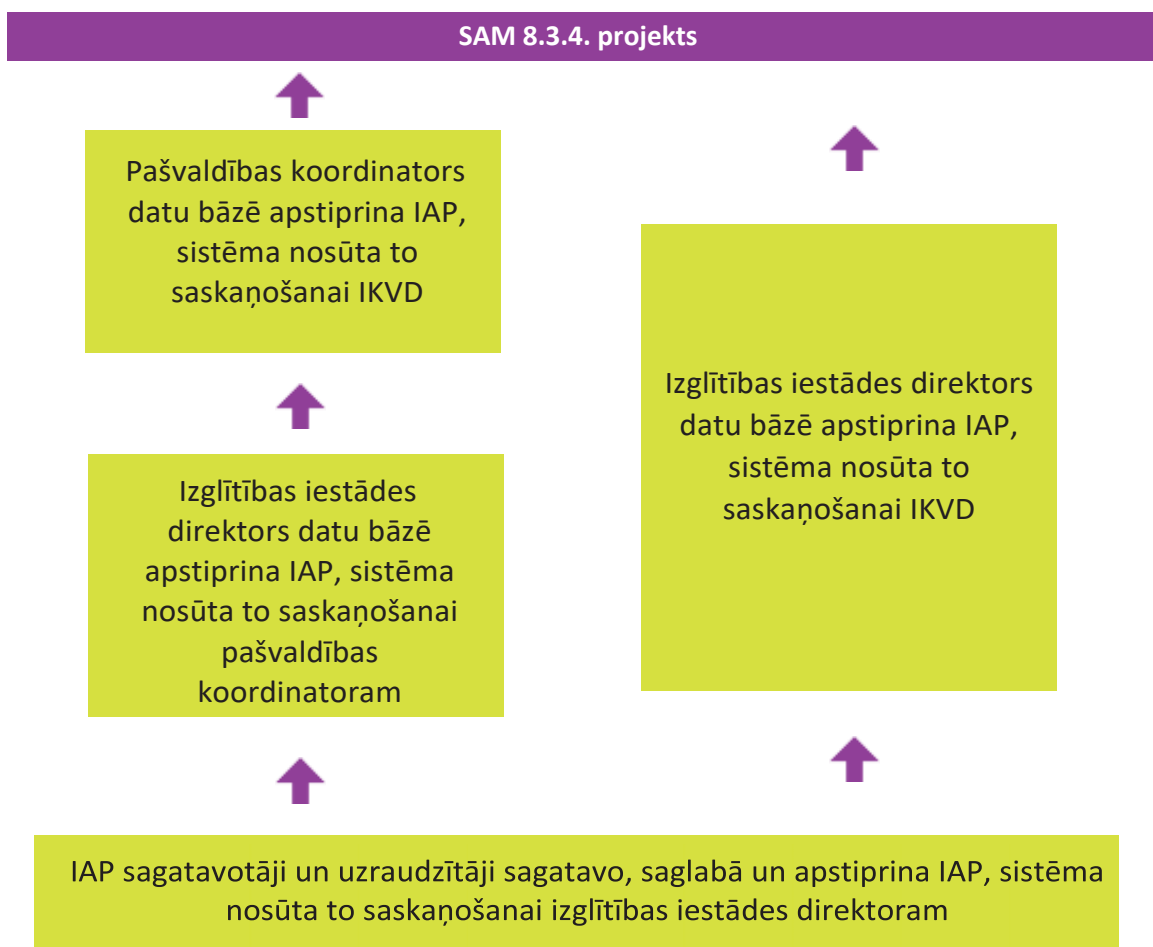 SAM 8.3.4. projekts
Pašvaldības koordinators
datu bāzē apstiprina IAP,
sistēma nosūta to
saskaņošanai IKVD
Izglītības iestādes
direktors datu bāzē
apstiprina IAP, sistēma
nosūta to saskaņošanai
pašvaldības
koordinatoram
Izglītības iestādes direktors
datu bāzē apstiprina IAP,
sistēma nosūta to
saskaņošanai IKVD
IAP sagatavotāji un uzraudzītāji sagatavo, saglabā un apstiprina IAP, sistēma
nosūta to saskaņošanai izglītības iestādes direktoram